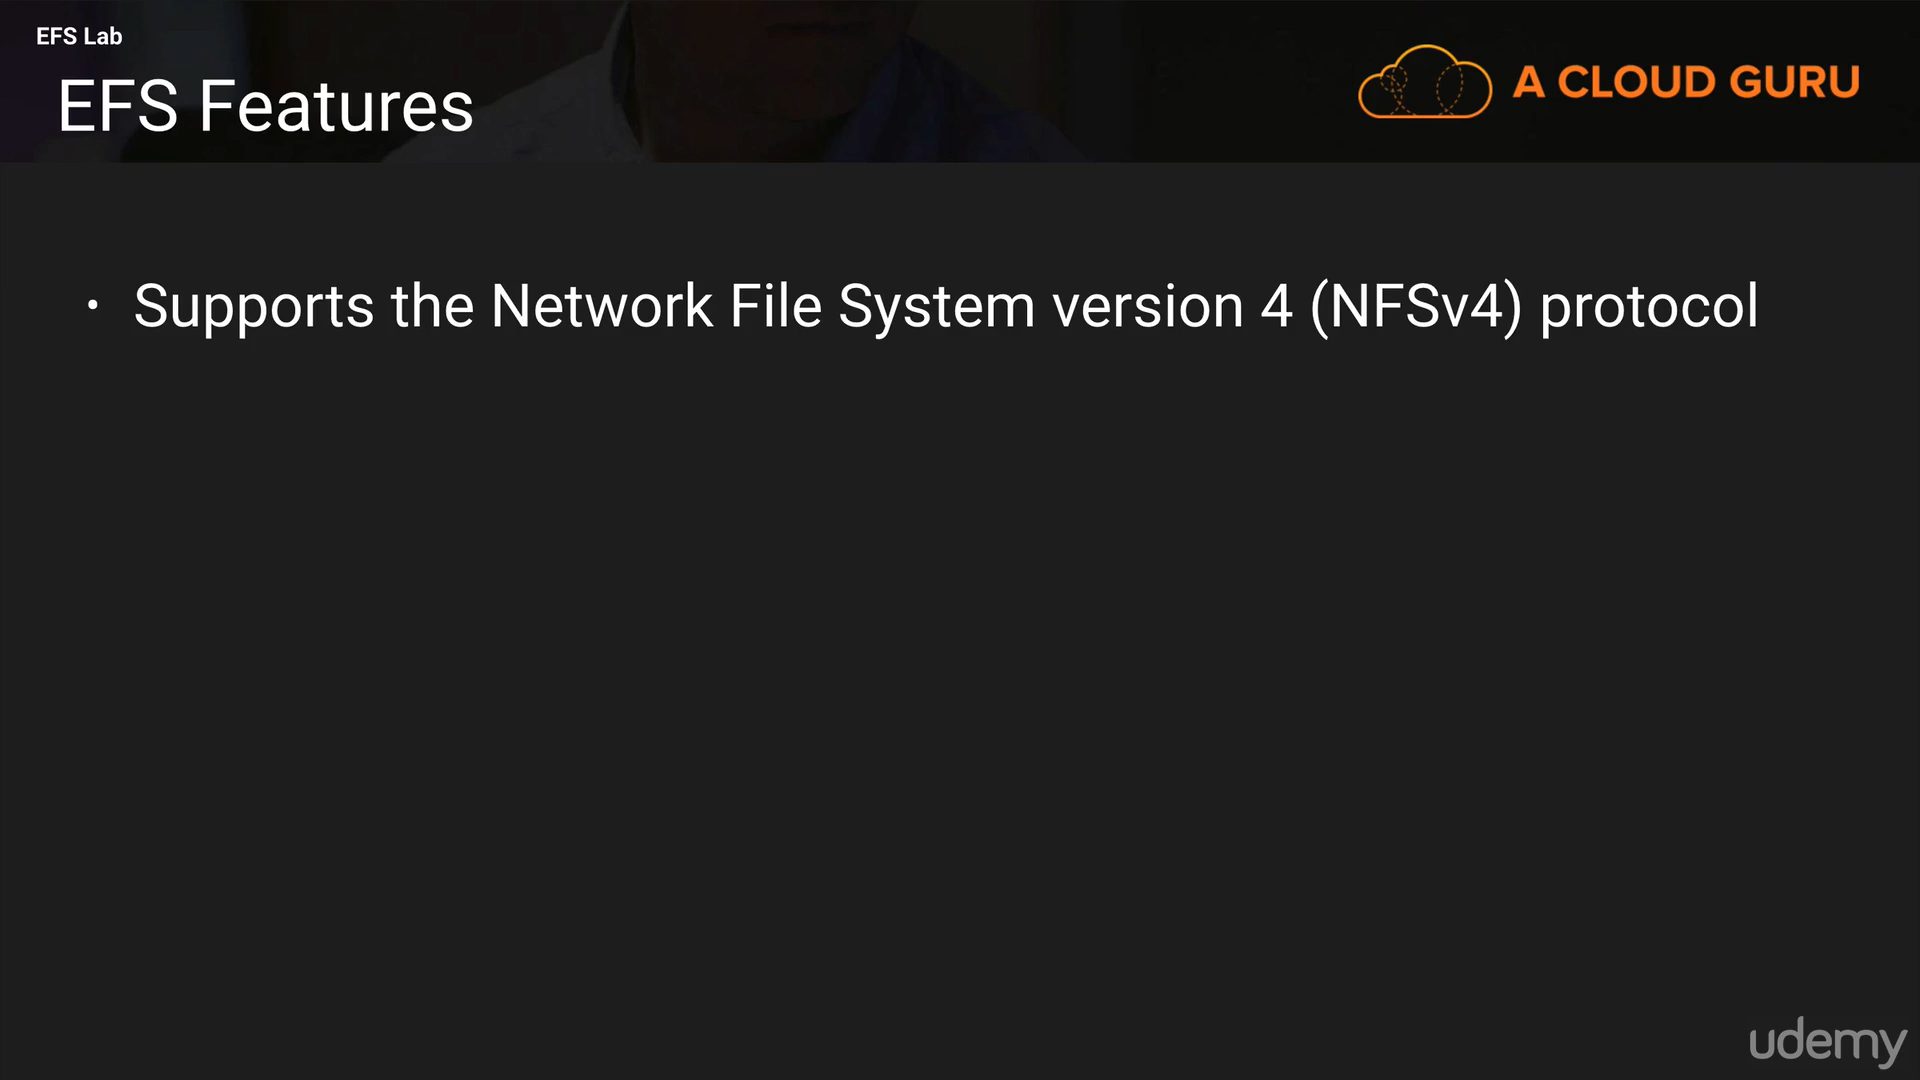 EFS Lab
EFS Features
A CLOUD GURU
• Supports the Network File System version 4 (NFSv4) protocol
udemy